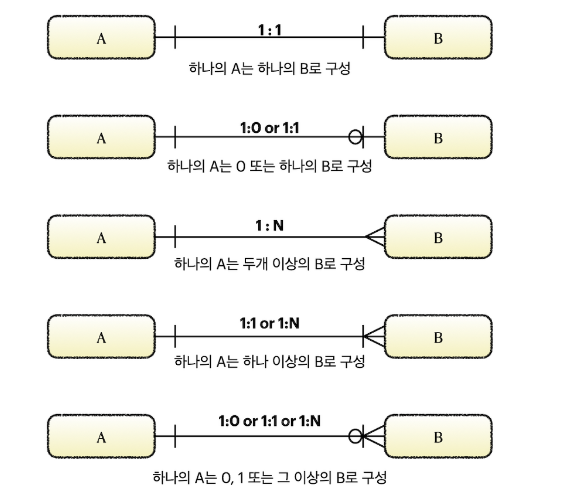 A 1 : 1 B
하나의 A는 하나의 B로 구성
A 1:0 or 1:1 B
하나의 A는 0 또는 하나의 B로 구성
A 1 : N B
하나의 A는 두개 이상의 B로 구성
A 1:1 or 1:N B
하나의 A는 하나 이상의 B로 구성
A 1:0 or 1:1 or 1:N B
하나의 A는 0, 1 또는 그 이상의 B로 구성